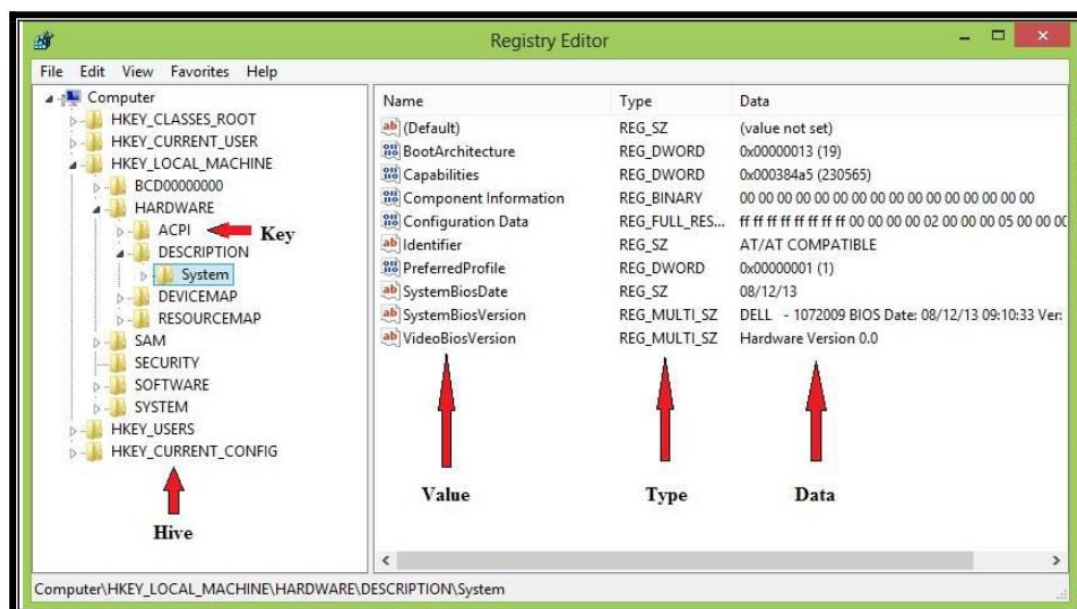 Registry Editor
File Edit View Favorites Help
Computer
HKEY_CLASSES_ROOT
HKEY_CURRENT_USER
HKEY_LOCAL_MACHINE
BCD00000000
HARDWARE
ACPI
Key
DESCRIPTION
System
DEVICEMAP
RESOURCEMAP
SAM
SECURITY
SOFTWARE
SYSTEM
HKEY_USERS
HKEY_CURRENT_CONFIG
Hive
Name Type Data
(Default) REG_SZ (value not set)
BootArchitecture REG_DWORD 0x00000013 (19)
Capabilities REG_DWORD 0x000384a5 (230565)
Component Information REG_BINARY 00 00 00 00 00 00 00 00 00 00 00 00 00 00 00 00
Configuration Data REG_FULL_RES... ff ff ff ff ff ff ff ff 00 00 00 00 02 00 00 00 05 00 00 00
Identifier REG_SZ AT/AT COMPATIBLE
PreferredProfile REG_DWORD 0x00000001 (1)
SystemBiosDate REG_SZ 08/12/13
SystemBiosVersion REG_MULTI_SZ DELL - 1072009 BIOS Date: 08/12/13 09:10:33 Ver:
VideoBiosVersion REG_MULTI_SZ Hardware Version 0.0
Value Type Data
Computer\HKEY_LOCAL_MACHINE\HARDWARE\DESCRIPTION\System